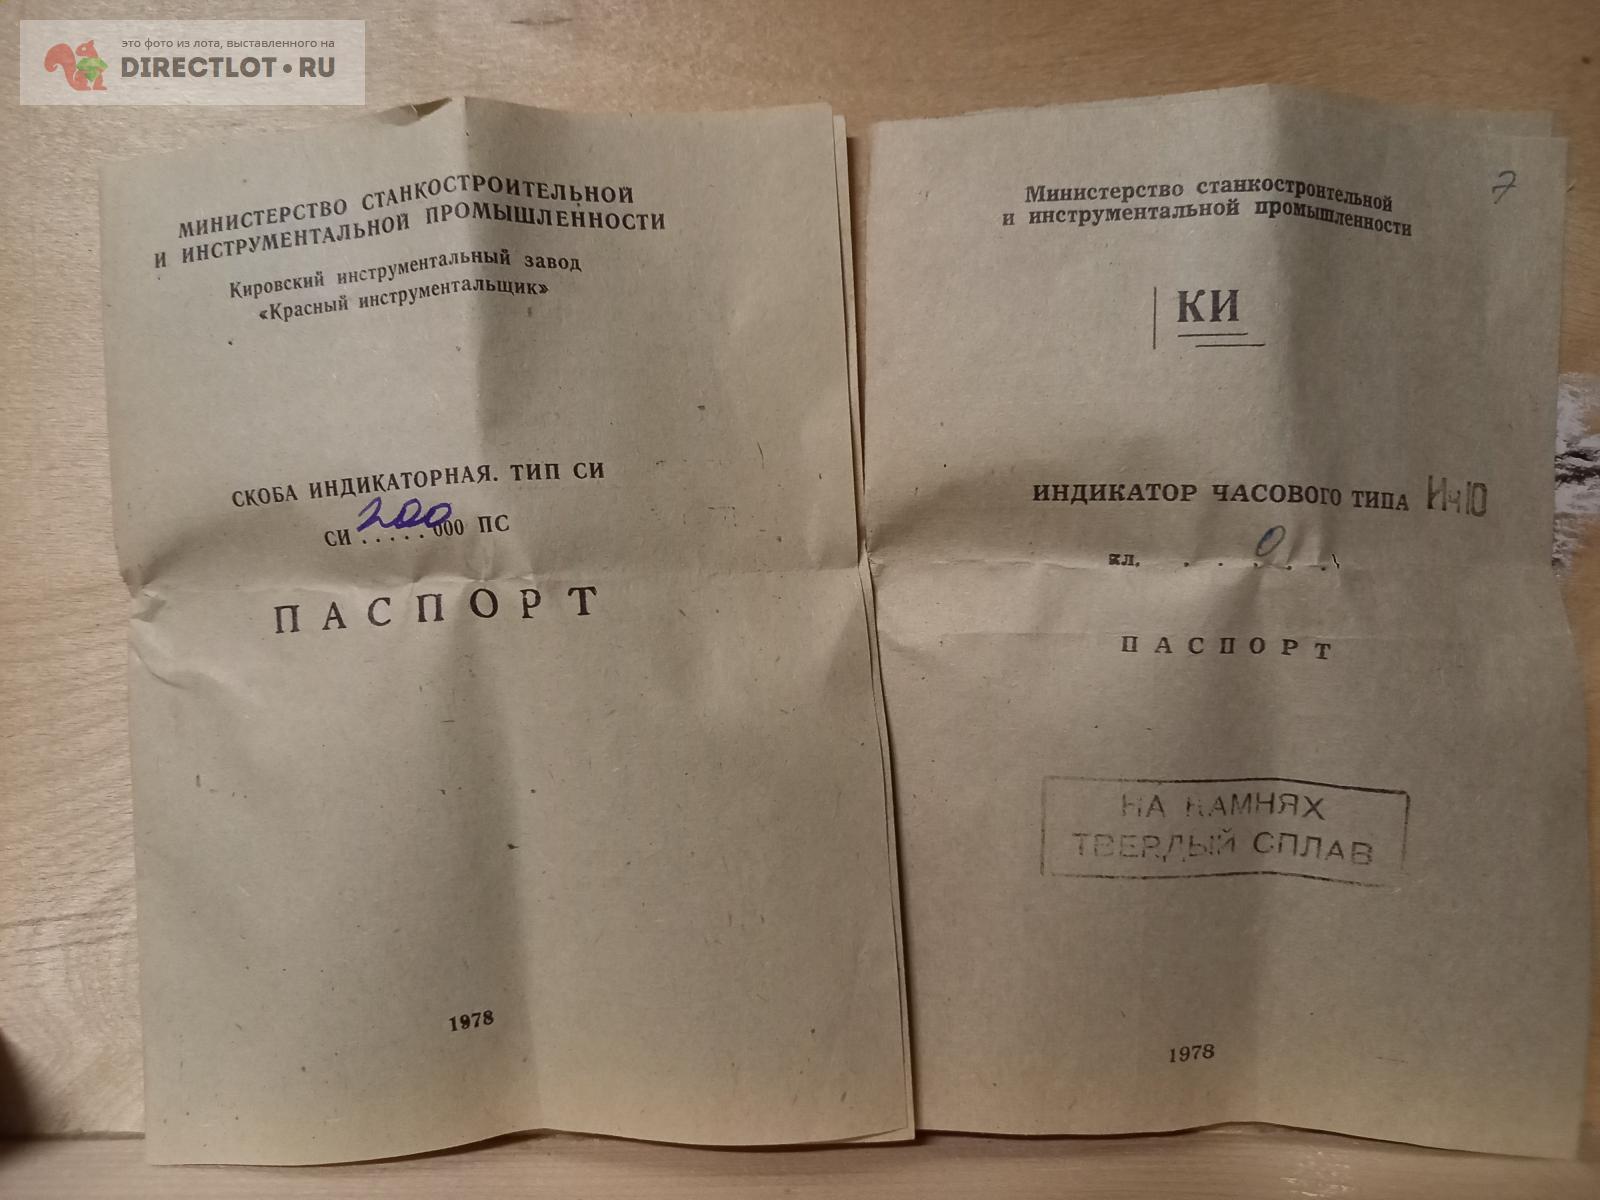 это фото из лота, выставленного на
DIRECTLOT.RU
МИНИСТЕРСТВО СТАНКОСТРОИТЕЛЬНОЙ
И ИНСТРУМЕНТАЛЬНОЙ ПРОМЫШЛЕННОСТИ
Кировский инструментальный завод
«Красный инструментальщик»
СКОБА ИНДИКАТОРНАЯ. ТИП СИ
СИ 200 .....000 ПС
ПАСПОРТ
1978
7
Министерство станкостроительной
и инструментальной промышленности
КИ
ИНДИКАТОР ЧАСОВОГО ТИПА ИЧ10
кл. . . 0 . . .
ПАСПОРТ
НА КАМНЯХ
ТВЕРДЫЙ СПЛАВ
1978